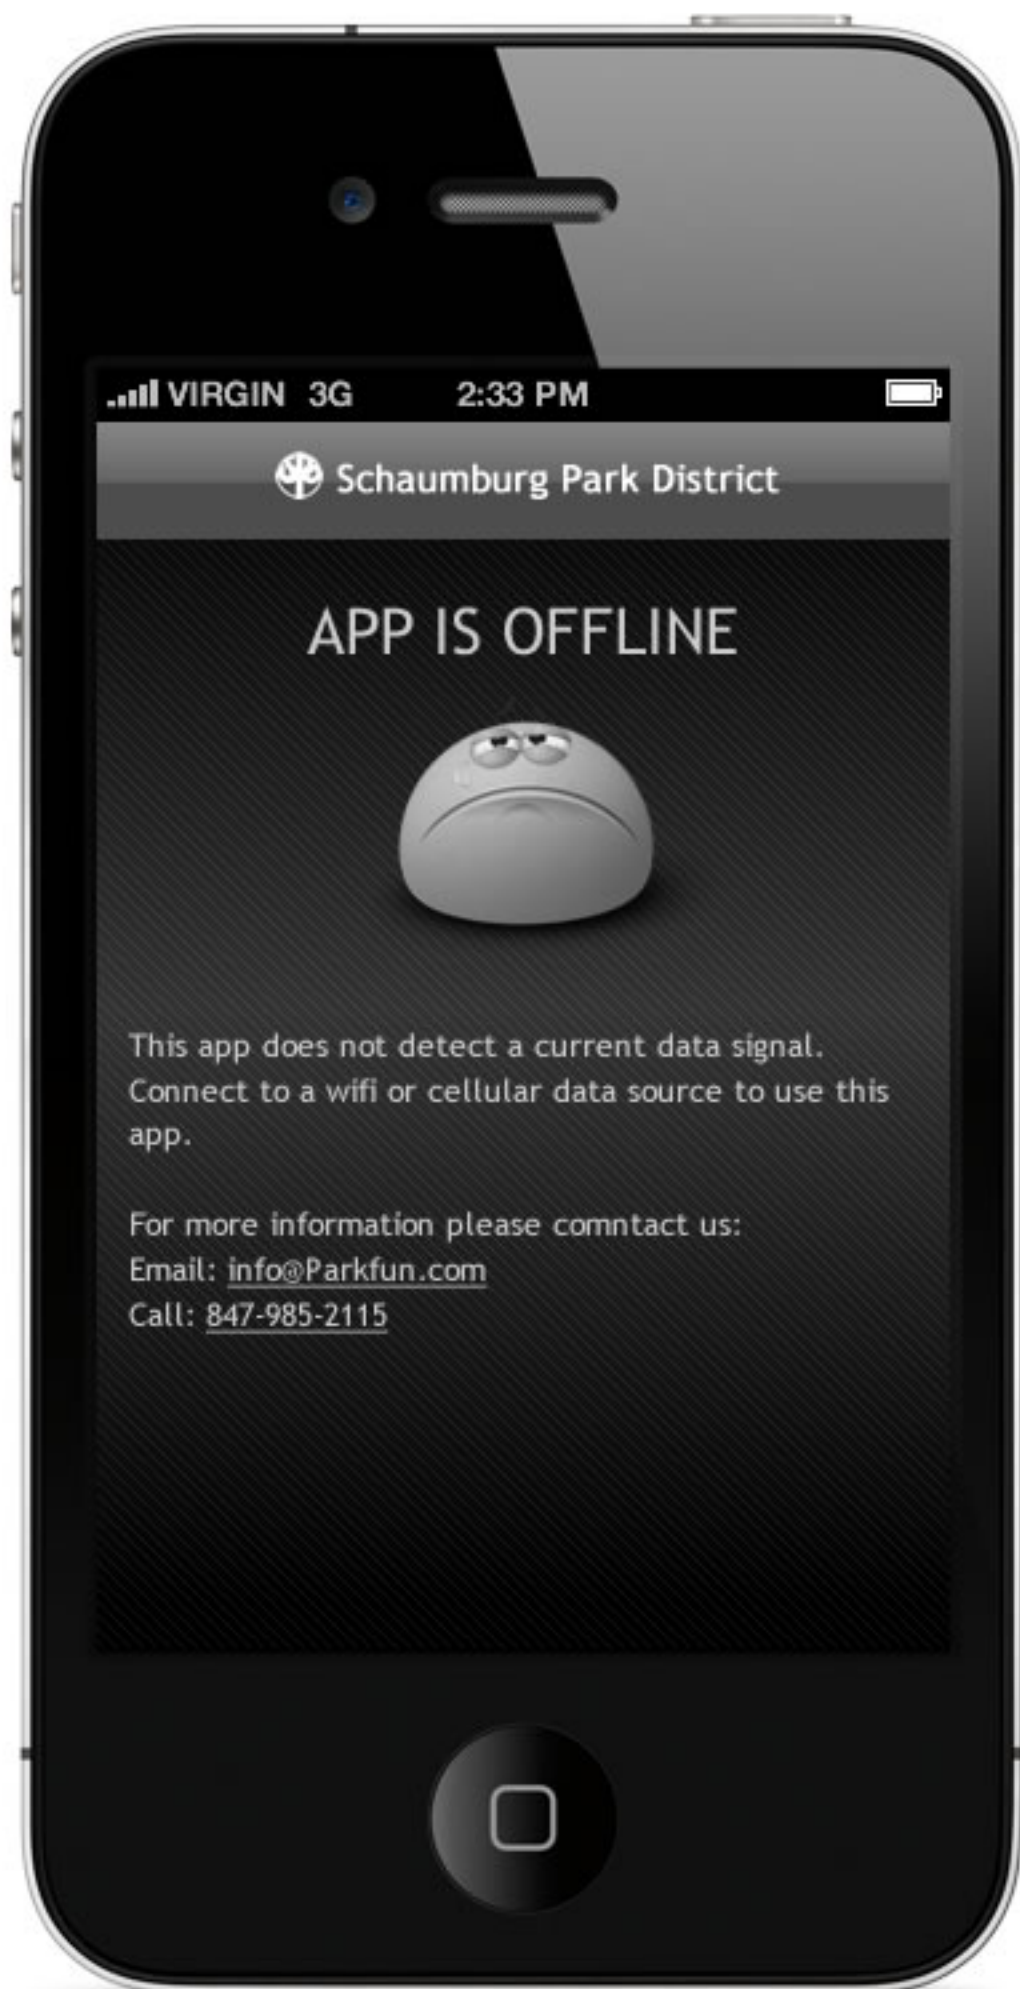 VIRGIN 3G 2:33 PM
Schaumburg Park District
APP IS OFFLINE
This app does not detect a current data signal.
Connect to a wifi or cellular data source to use this
app.
For more information please comntact us:
Email: info@Parkfun.com
Call: 847-985-2115